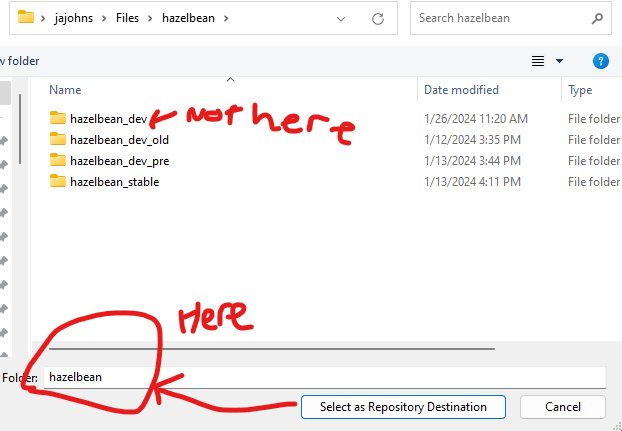 jajohns > Files > hazelbean >
Search hazelbean
w folder
?
Name Date modified Type
hazelbean_dev 1/26/2024 11:20 AM File folder
Not here
hazelbean_dev_old 1/12/2024 3:35 PM File folder
hazelbean_dev_pre 1/13/2024 3:44 PM File folder
hazelbean_stable 1/13/2024 4:11 PM File folder
Here
Folder: hazelbean
Select as Repository Destination Cancel